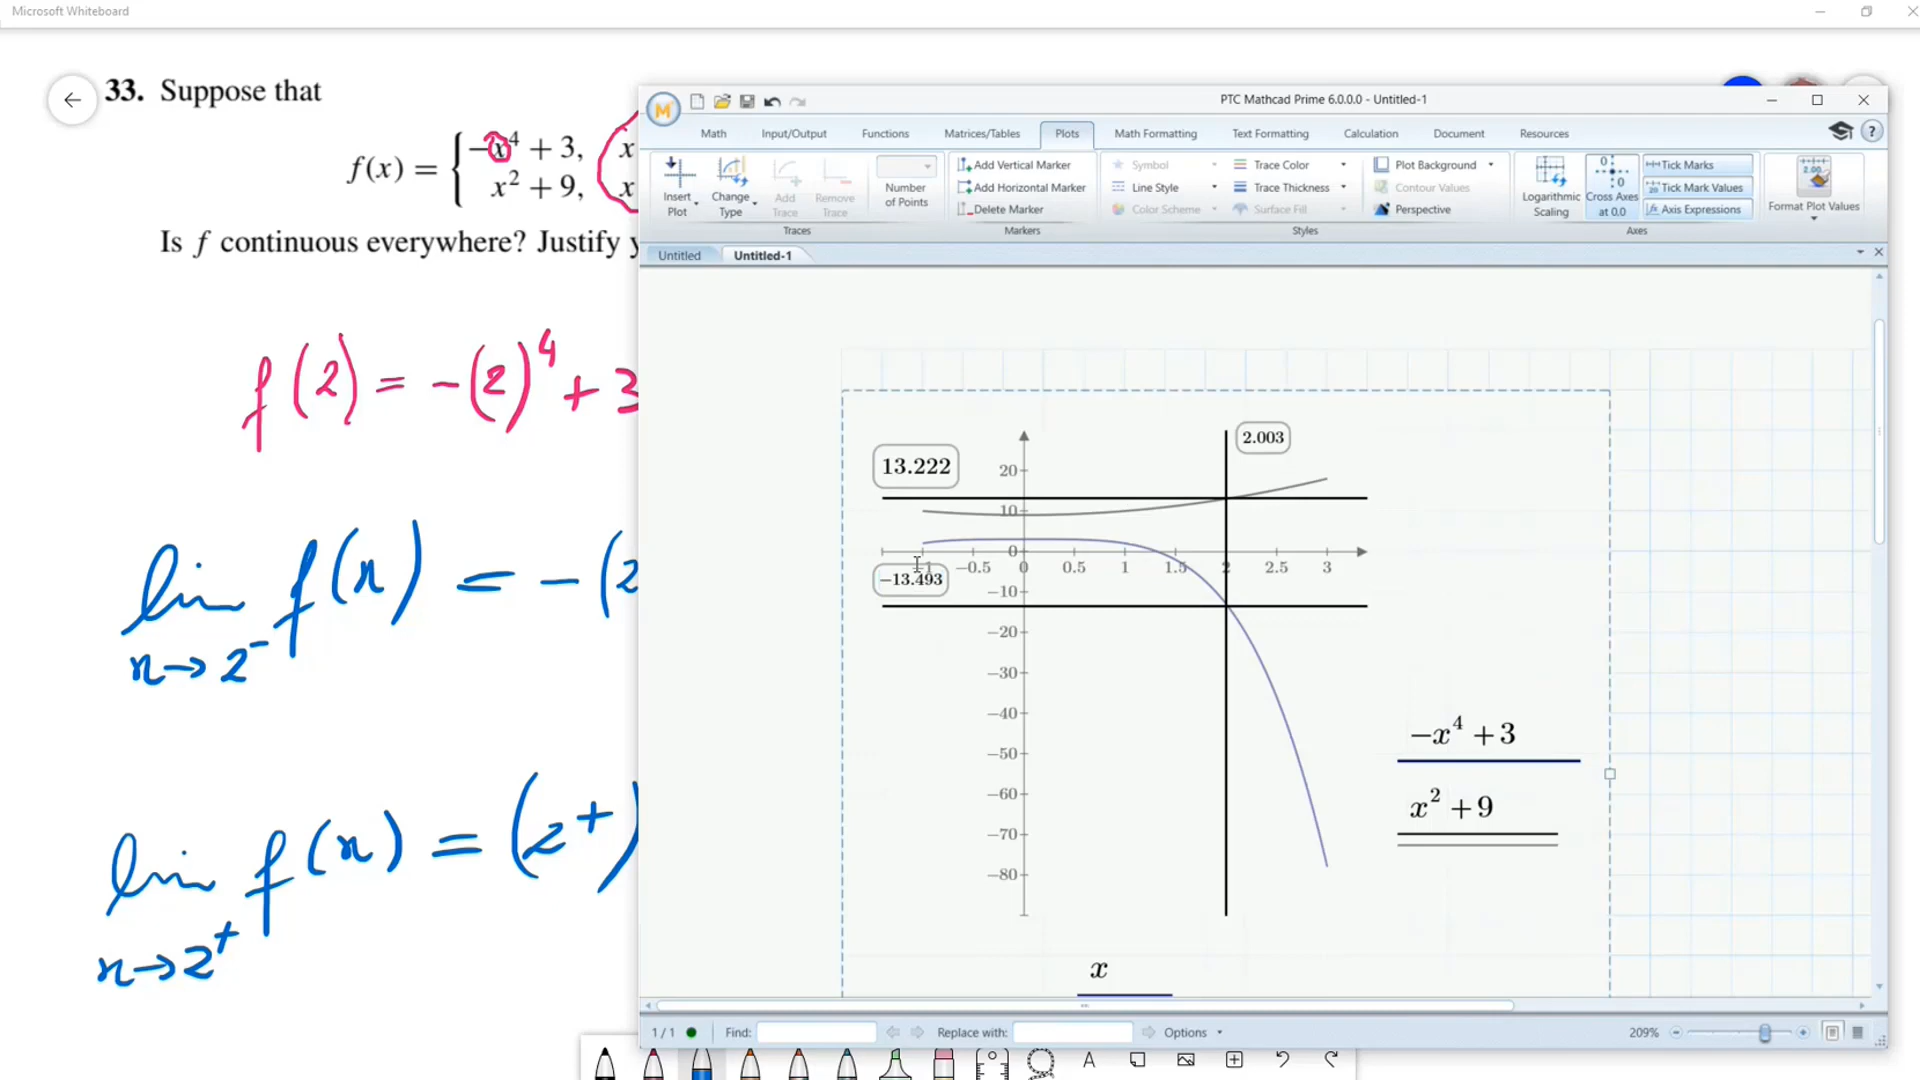 Microsoft Whiteboard
33. Suppose that
f(x) = { −x⁴ + 3, x
x² + 9, x
Is f continuous everywhere? Justify y
f(2) = −(2)⁴ + 3
lim f(x) = −(2
x→2⁻
lim f(x) = (2⁺)
x→2⁺
PTC Mathcad Prime 6.0.0.0 - Untitled-1
Math Input/Output Functions Matrices/Tables Plots Math Formatting Text Formatting Calculation Document Resources
Insert Plot
Change Type
Add Trace
Remove Trace
Number of Points
Traces
Add Vertical Marker
Add Horizontal Marker
Delete Marker
Markers
Symbol
Line Style
Color Scheme
Trace Color
Trace Thickness
Surface Fill
Plot Background
Contour Values
Perspective
Styles
Logarithmic Scaling
Cross Axes at 0.0
Tick Marks
Tick Mark Values
Axis Expressions
Axes
2.00
Format Plot Values
Untitled Untitled-1
2.003
13.222
−13.493
20
10
0
−10
−20
−30
−40
−50
−60
−70
−80
−1 −0.5 0 0.5 1 1.5 2 2.5 3
−x⁴ + 3
x² + 9
x
1 / 1 Find: Replace with: Options 209%
A